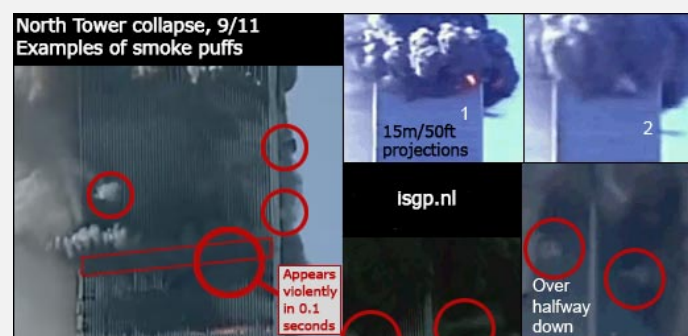 North Tower collapse, 9/11
Examples of smoke puffs
1
15m/50ft
projections
2
isgp.nl
Appears
violently
in 0.1
seconds
Over
halfway
down